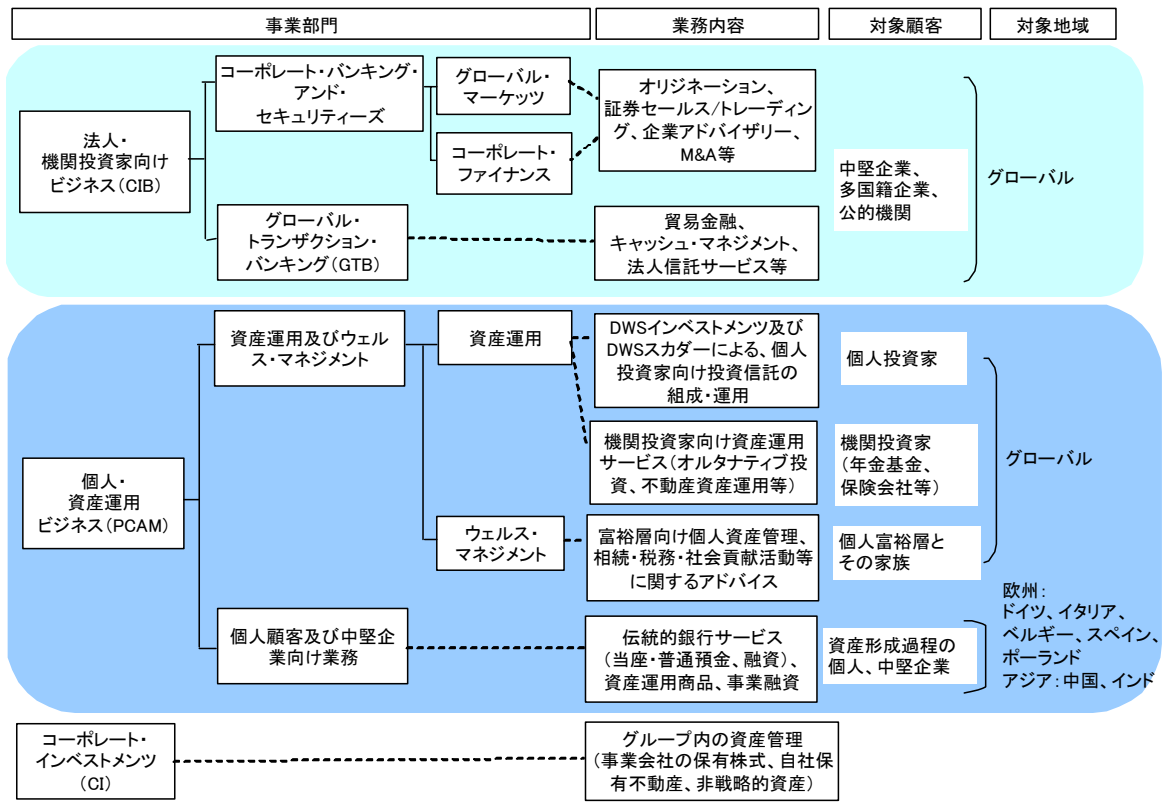 事業部門
業務内容
対象顧客
対象地域
法人・
機関投資家向け
ビジネス(CIB)
コーポレート・バンキング・
アンド・
セキュリティーズ
グローバル・
マーケッツ
コーポレート・
ファイナンス
オリジネーション、
証券セールス/トレーディン
グ、企業アドバイザリー、
M&A等
グローバル・
トランザクション・
バンキング(GTB)
貿易金融、
キャッシュ・マネジメント、
法人信託サービス等
中堅企業、
多国籍企業、
公的機関
グローバル
個人・
資産運用
ビジネス(PCAM)
資産運用及びウェル
ス・マネジメント
資産運用
DWSインベストメンツ及び
DWSスカダーによる、個人
投資家向け投資信託の
組成・運用
個人投資家
機関投資家向け資産運用
サービス(オルタナティブ投
資、不動産資産運用等)
機関投資家
(年金基金、
保険会社等)
グローバル
ウェルス・
マネジメント
富裕層向け個人資産管理、
相続・税務・社会貢献活動等
に関するアドバイス
個人富裕層と
その家族
個人顧客及び中堅企
業向け業務
伝統的銀行サービス
(当座・普通預金、融資)、
資産運用商品、事業融資
資産形成過程の
個人、中堅企業
欧州:
ドイツ、イタリア、
ベルギー、スペイン、
ポーランド
アジア:中国、インド
コーポレート・
インベストメンツ
(CI)
グループ内の資産管理
(事業会社の保有株式、自社保
有不動産、非戦略的資産)